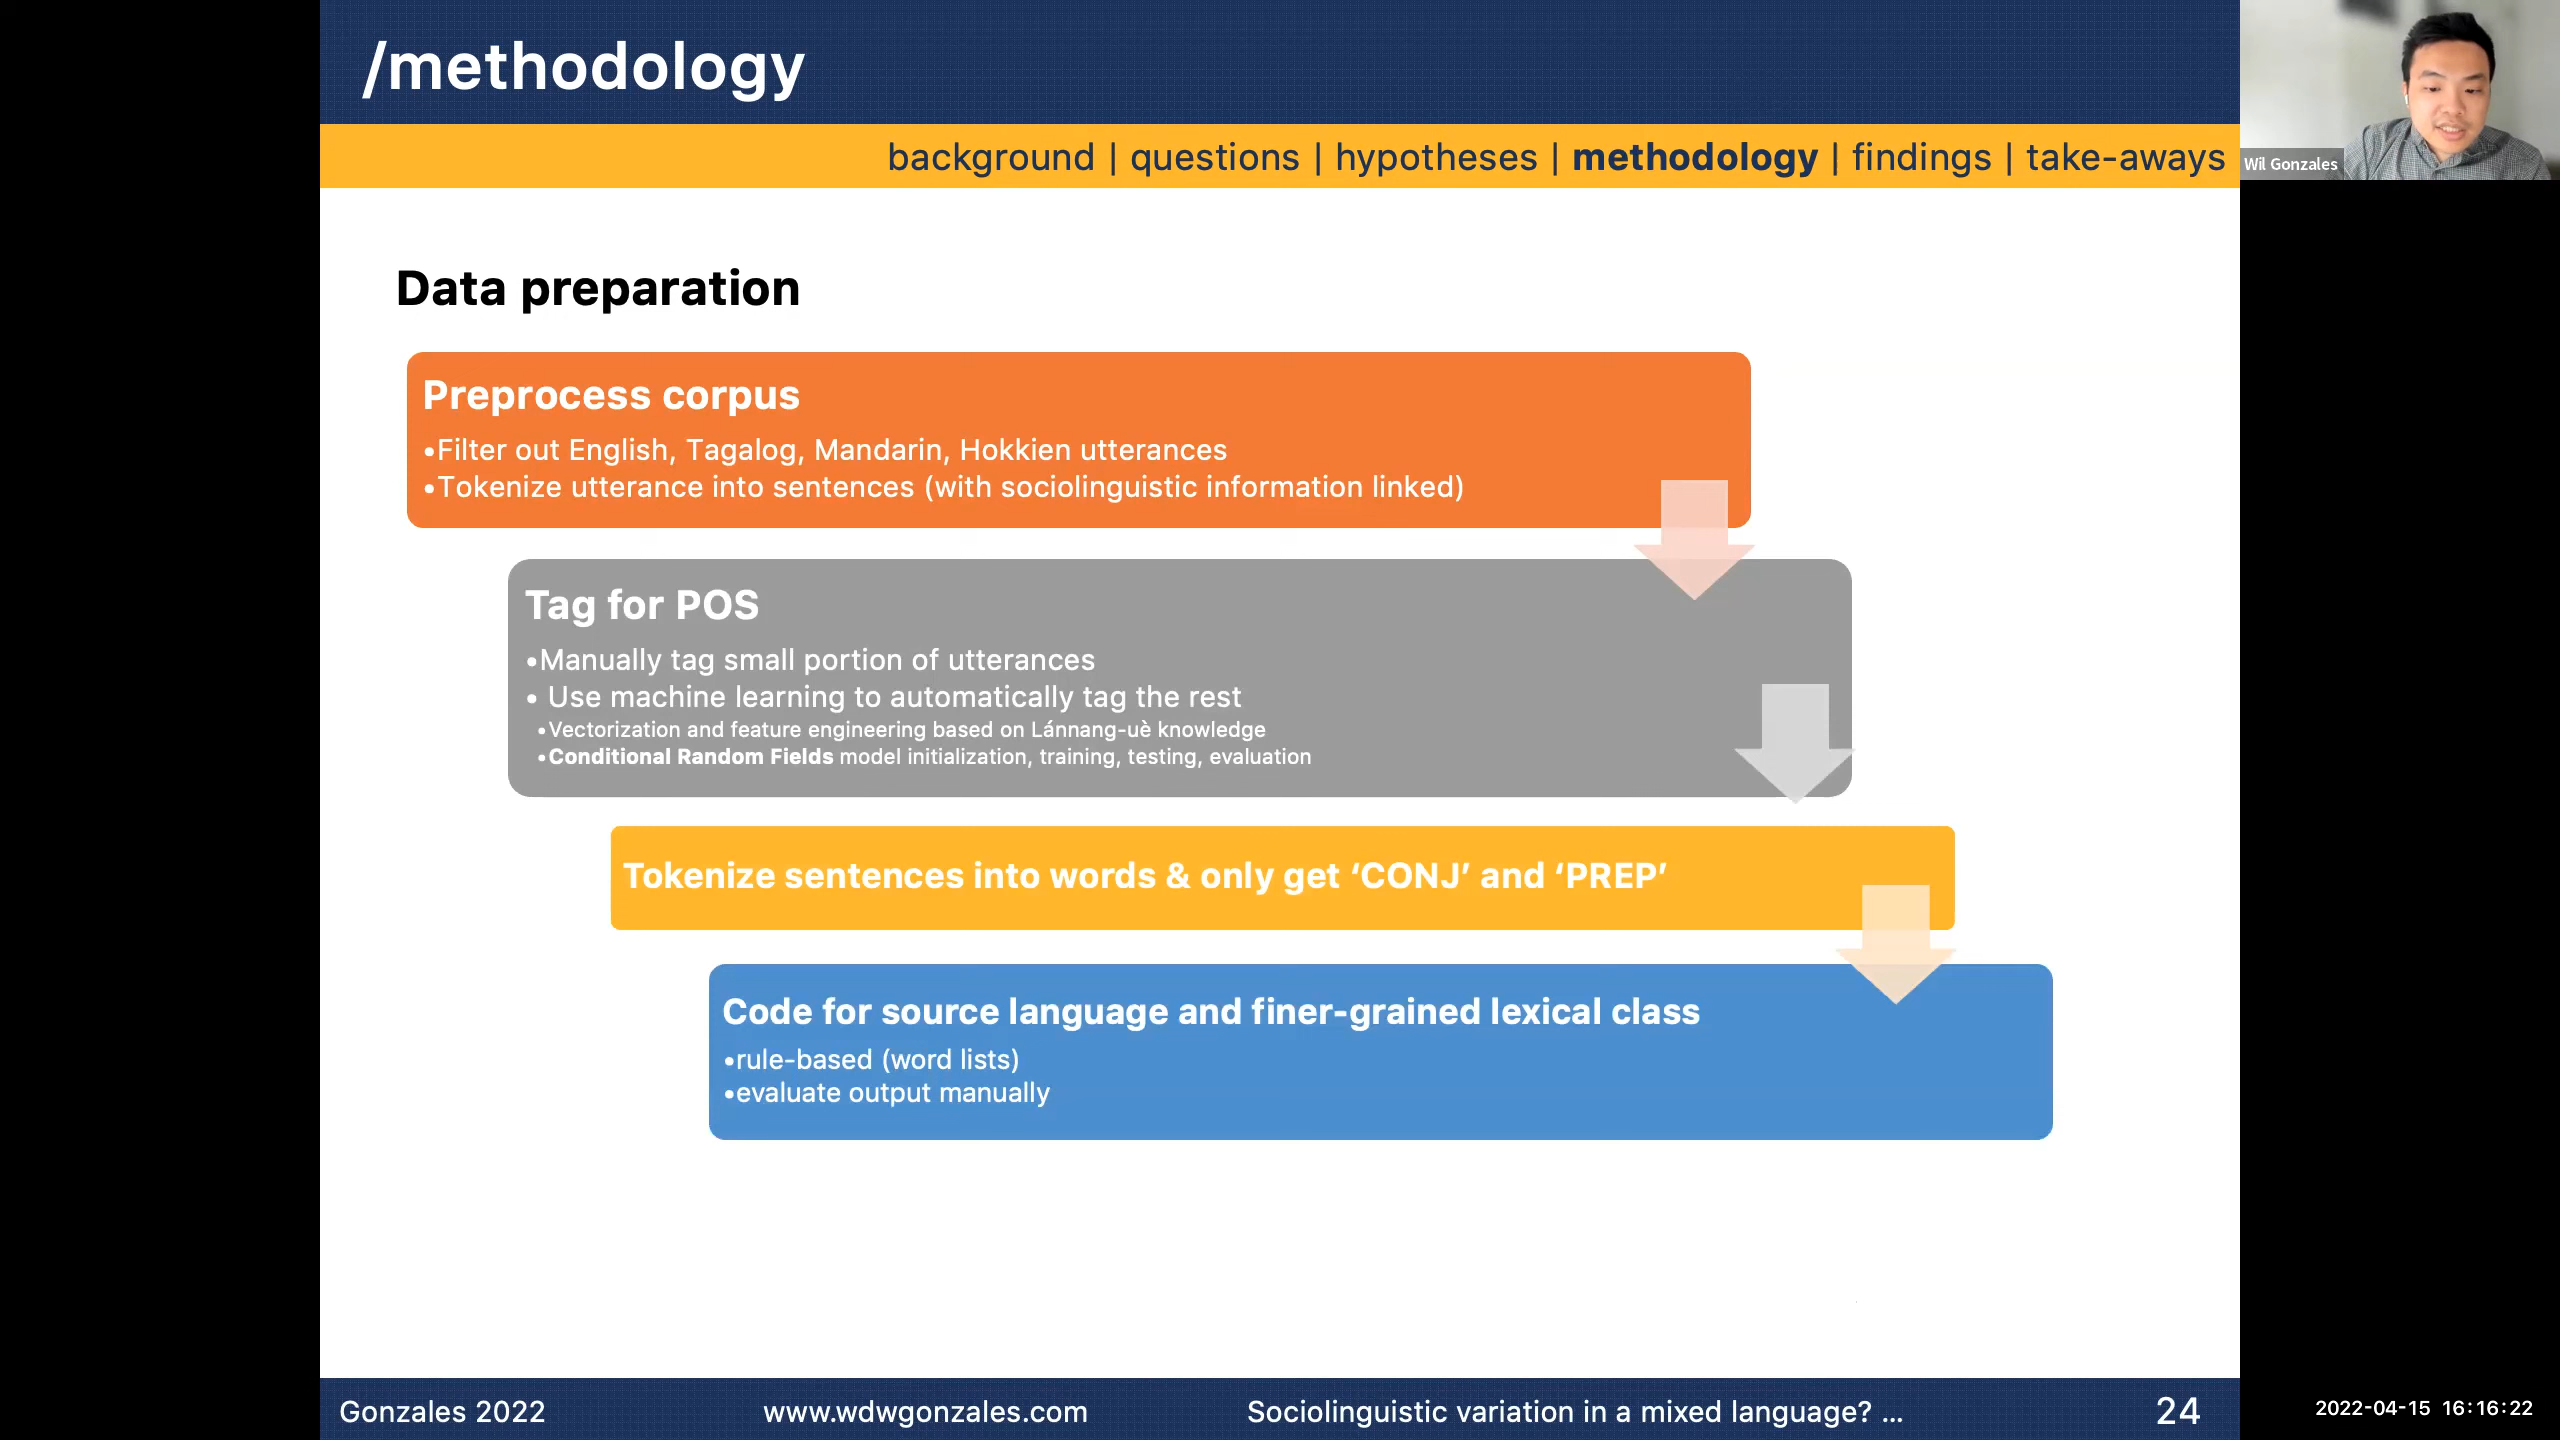 /methodology
background | questions | hypotheses | methodology | findings | take-aways
Wil Gonzales
Data preparation
Preprocess corpus
•Filter out English, Tagalog, Mandarin, Hokkien utterances
•Tokenize utterance into sentences (with sociolinguistic information linked)
Tag for POS
•Manually tag small portion of utterances
• Use machine learning to automatically tag the rest
•Vectorization and feature engineering based on Lánnang-uè knowledge
•Conditional Random Fields model initialization, training, testing, evaluation
Tokenize sentences into words & only get ‘CONJ’ and ‘PREP’
Code for source language and finer-grained lexical class
•rule-based (word lists)
•evaluate output manually
Gonzales 2022
www.wdwgonzales.com
Sociolinguistic variation in a mixed language? ...
24
2022-04-15 16:16:22